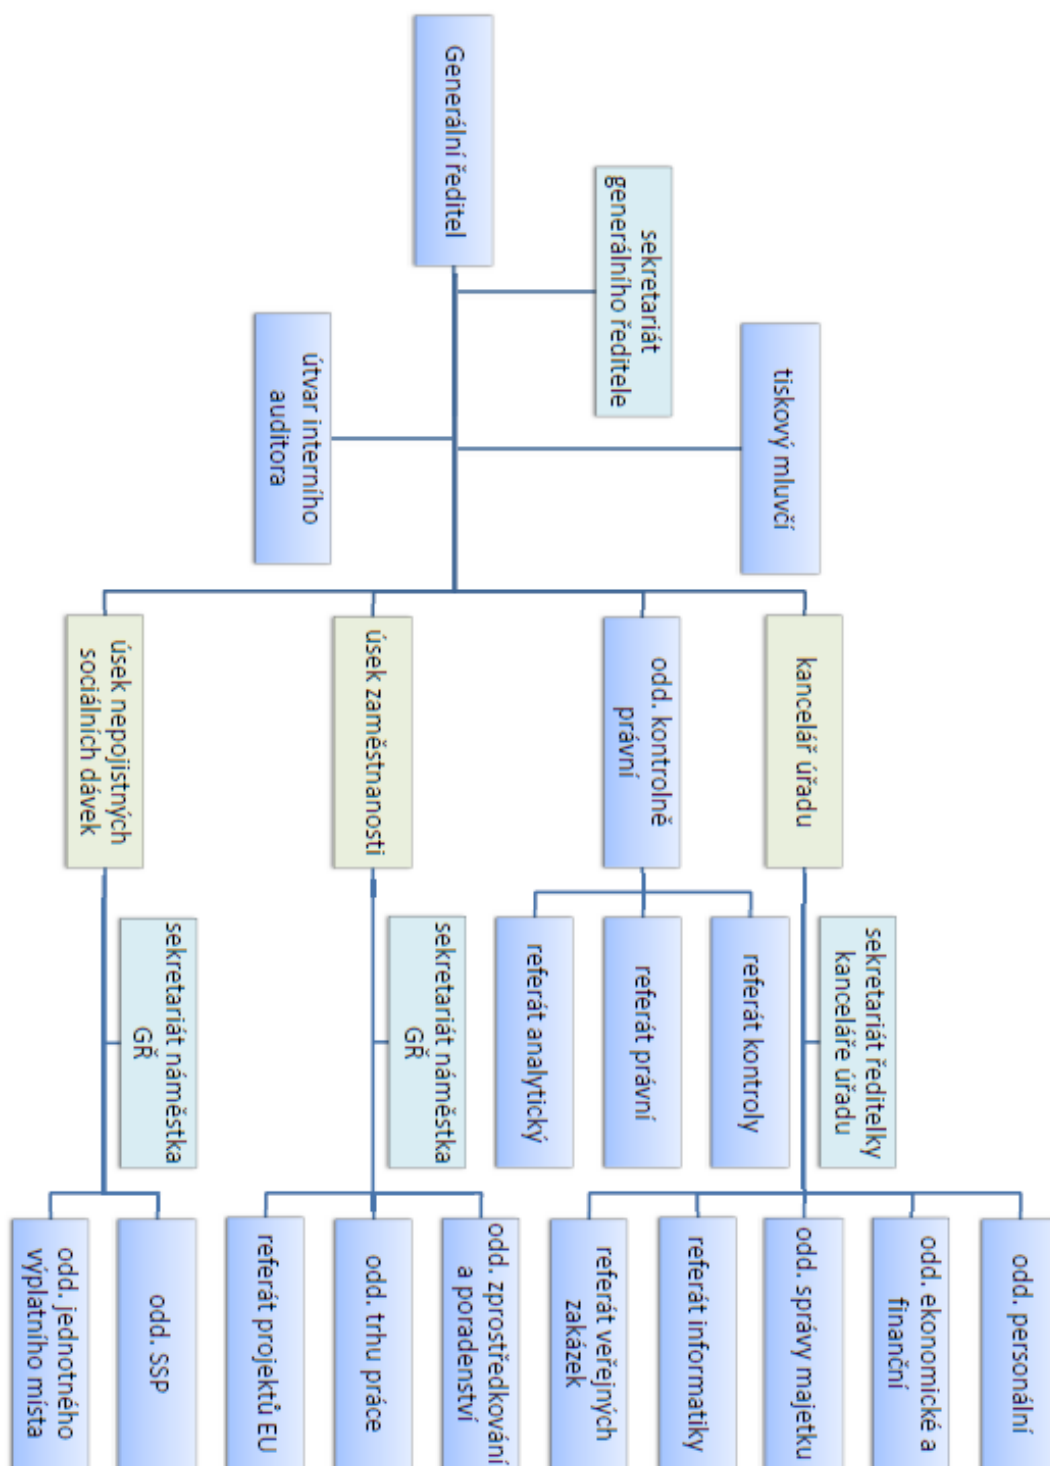 Generální ředitel
sekretariát
generálního ředitele
tiskový mluvčí
útvar interního
auditora
kancelář úřadu
odd. kontrolně
právní
úsek zaměstnanosti
úsek nepojistných
sociálních dávek
sekretariát ředitelky
kanceláře úřadu
referát kontroly
referát právní
referát analytický
sekretariát náměstka
GŘ
sekretariát náměstka
GŘ
odd. personální
odd. ekonomické a
finanční
odd. správy majetku
referát informatiky
referát veřejných
zakázek
odd. zprostředkování
a poradenství
odd. trhu práce
referát projektů EU
odd. SSP
odd. jednotného
výplatního místa